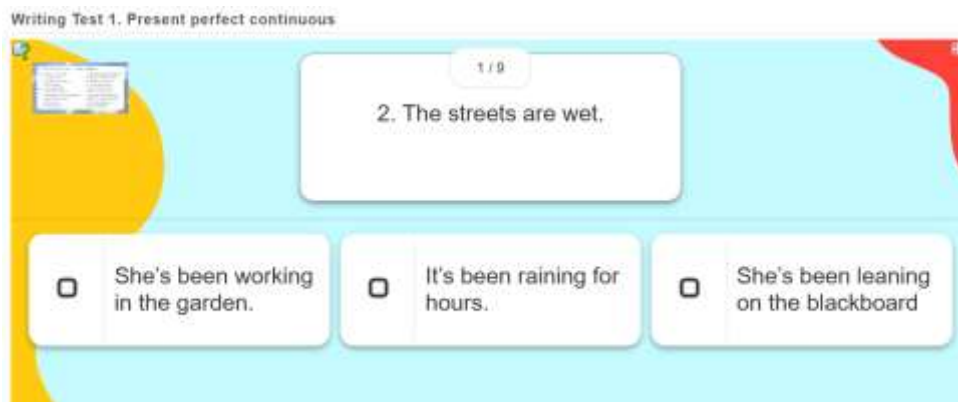 Writing Test 1. Present perfect continuous
1 / 9
2. The streets are wet.
She's been working
in the garden.
It's been raining for
hours.
She's been leaning
on the blackboard